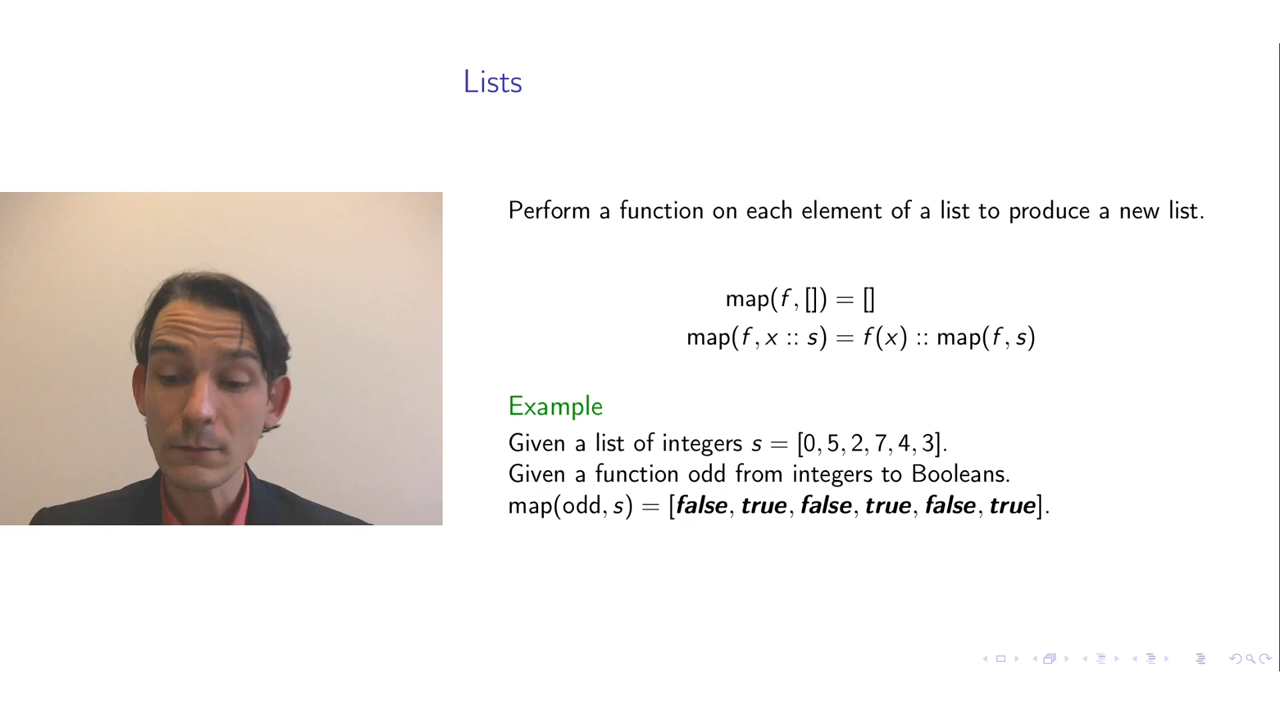 Lists
Perform a function on each element of a list to produce a new list.
map(f, []) = []
map(f, x :: s) = f(x) :: map(f, s)
Example
Given a list of integers s = [0, 5, 2, 7, 4, 3].
Given a function odd from integers to Booleans.
map(odd, s) = [false, true, false, true, false, true].